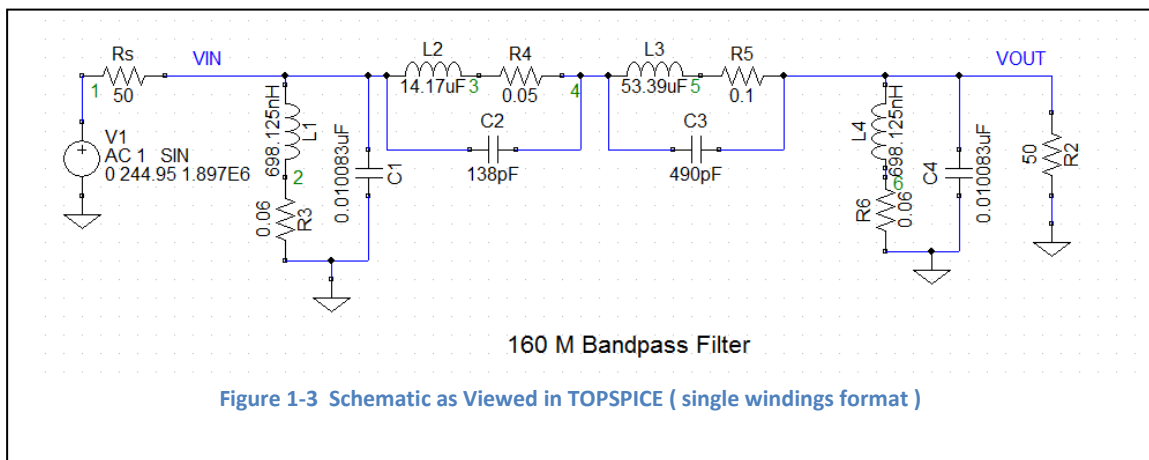 Rs
VIN
L2
R4
L3
R5
VOUT
1
50
14.17uF
3
0.05
4
53.39uF
5
0.1
V1
AC 1 SIN
0 244.95 1.897E6
698.125nH
L1
2
0.06
R3
C1
0.010083uF
C2
138pF
C3
490pF
L4
698.125nH
6
R6
0.06
C4
0.010083uF
50
R2
160 M Bandpass Filter
Figure 1-3 Schematic as Viewed in TOPSPICE ( single windings format )